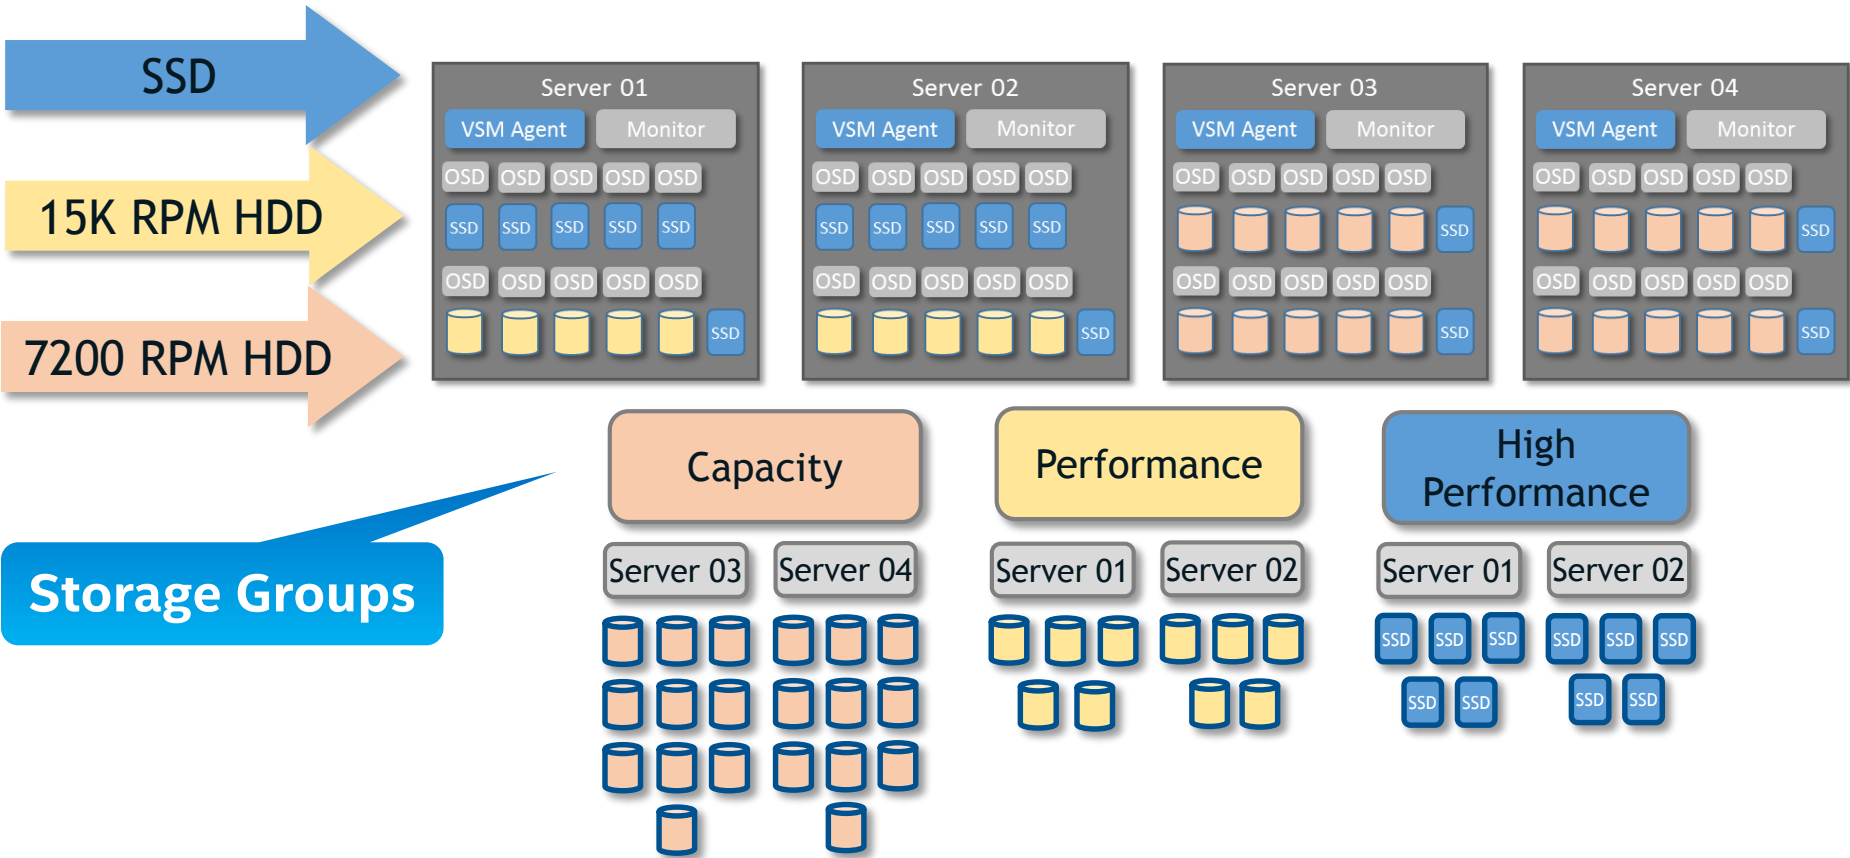 SSD
15K RPM HDD
7200 RPM HDD
Server 01
VSM Agent Monitor
OSD OSD OSD OSD OSD
SSD SSD SSD SSD SSD
OSD OSD OSD OSD OSD
SSD
Server 02
VSM Agent Monitor
OSD OSD OSD OSD OSD
SSD SSD SSD SSD SSD
OSD OSD OSD OSD OSD
SSD
Server 03
VSM Agent Monitor
OSD OSD OSD OSD OSD
SSD
OSD OSD OSD OSD OSD
SSD
Server 04
VSM Agent Monitor
OSD OSD OSD OSD OSD
SSD
OSD OSD OSD OSD OSD
SSD
Storage Groups
Capacity
Server 03 Server 04
Performance
Server 01 Server 02
High
Performance
Server 01 Server 02
SSD SSD SSD SSD SSD SSD
SSD SSD SSD SSD